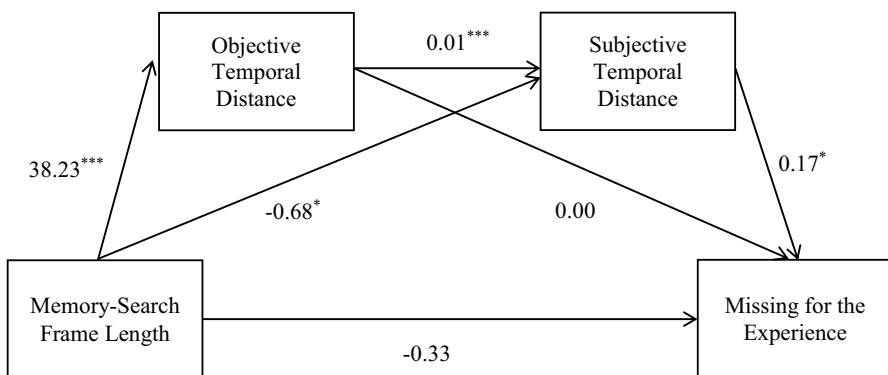 Objective
Temporal
Distance
0.01***
Subjective
Temporal
Distance
38.23***
-0.68*
0.00
0.17*
Memory-Search
Frame Length
-0.33
Missing for the
Experience